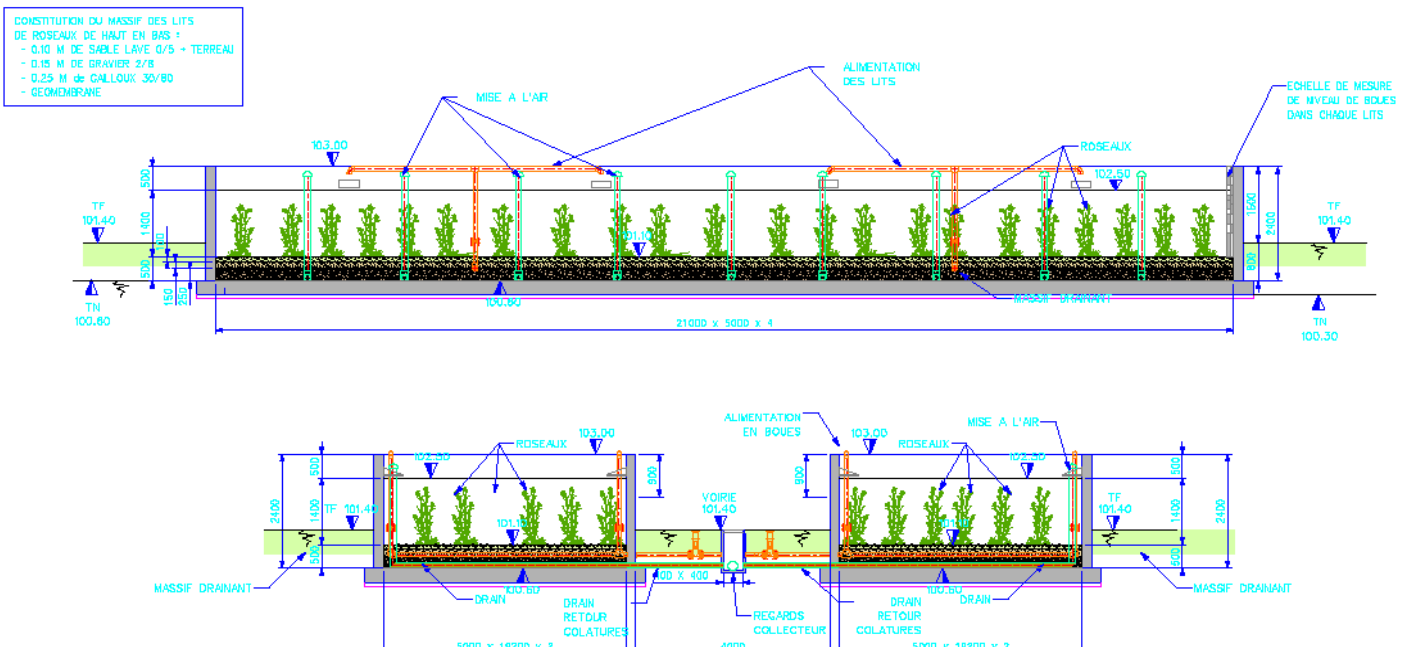 CONSTITUTION DU MASSIF DES LITS
DE ROSEAUX DE HAUT EN BAS :
- 0.10 M DE SABLE LAVE 0/5 + TERREAU
- 0.15 M DE GRAVIER 2/8
- 0.25 M de CALLOUX 30/80
- GEOMEMBRANE
MISE A L'AIR
ALIMENTATION
DES LITS
ECHELLE DE MESURE
DE NIVEAU DE BOUES
DANS CHAQUE LITS
103.00
ROSEAUX
102.50
500
1400
500
100
150
250
TF
101.40
101.10
1600
2400
800
TF
101.40
TN
100.60
100.60
MASSIF DRAINANT
TN
100.30
21000 X 5000 X 4
ALIMENTATION
EN BOUES
MISE A L'AIR
103.00
ROSEAUX
102.50
103.00
ROSEAUX
102.50
2400
500
1400
500
900
900
500
1400
500
2400
TF 101.40
101.10
VOIRIE
101.40
TF
101.40
MASSIF DRAINANT
100.60
400 X 400
100.60
MASSIF DRAINANT
DRAIN
DRAIN
RETOUR
COLATURES
REGARDS
COLLECTEUR
DRAIN
RETOUR
COLATURES
DRAIN
4000